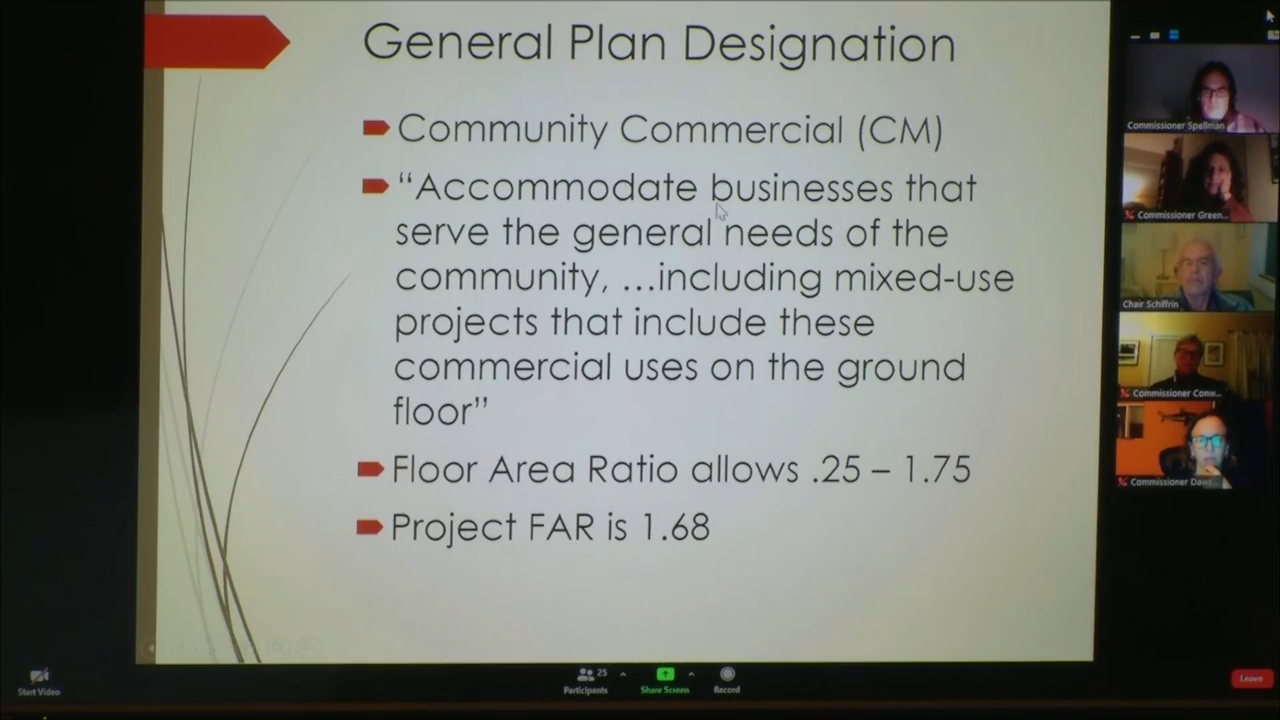 General Plan Designation
Community Commercial (CM)
“Accommodate businesses that
serve the general needs of the
community, …including mixed-use
projects that include these
commercial uses on the ground
floor”
Floor Area Ratio allows .25 – 1.75
Project FAR is 1.68
Commissioner Spellman
Commissioner Green...
Chair Schiffrin
Commissioner Conw...
Commissioner
Start Video
25
Participants
Share Screen
Record
Leave